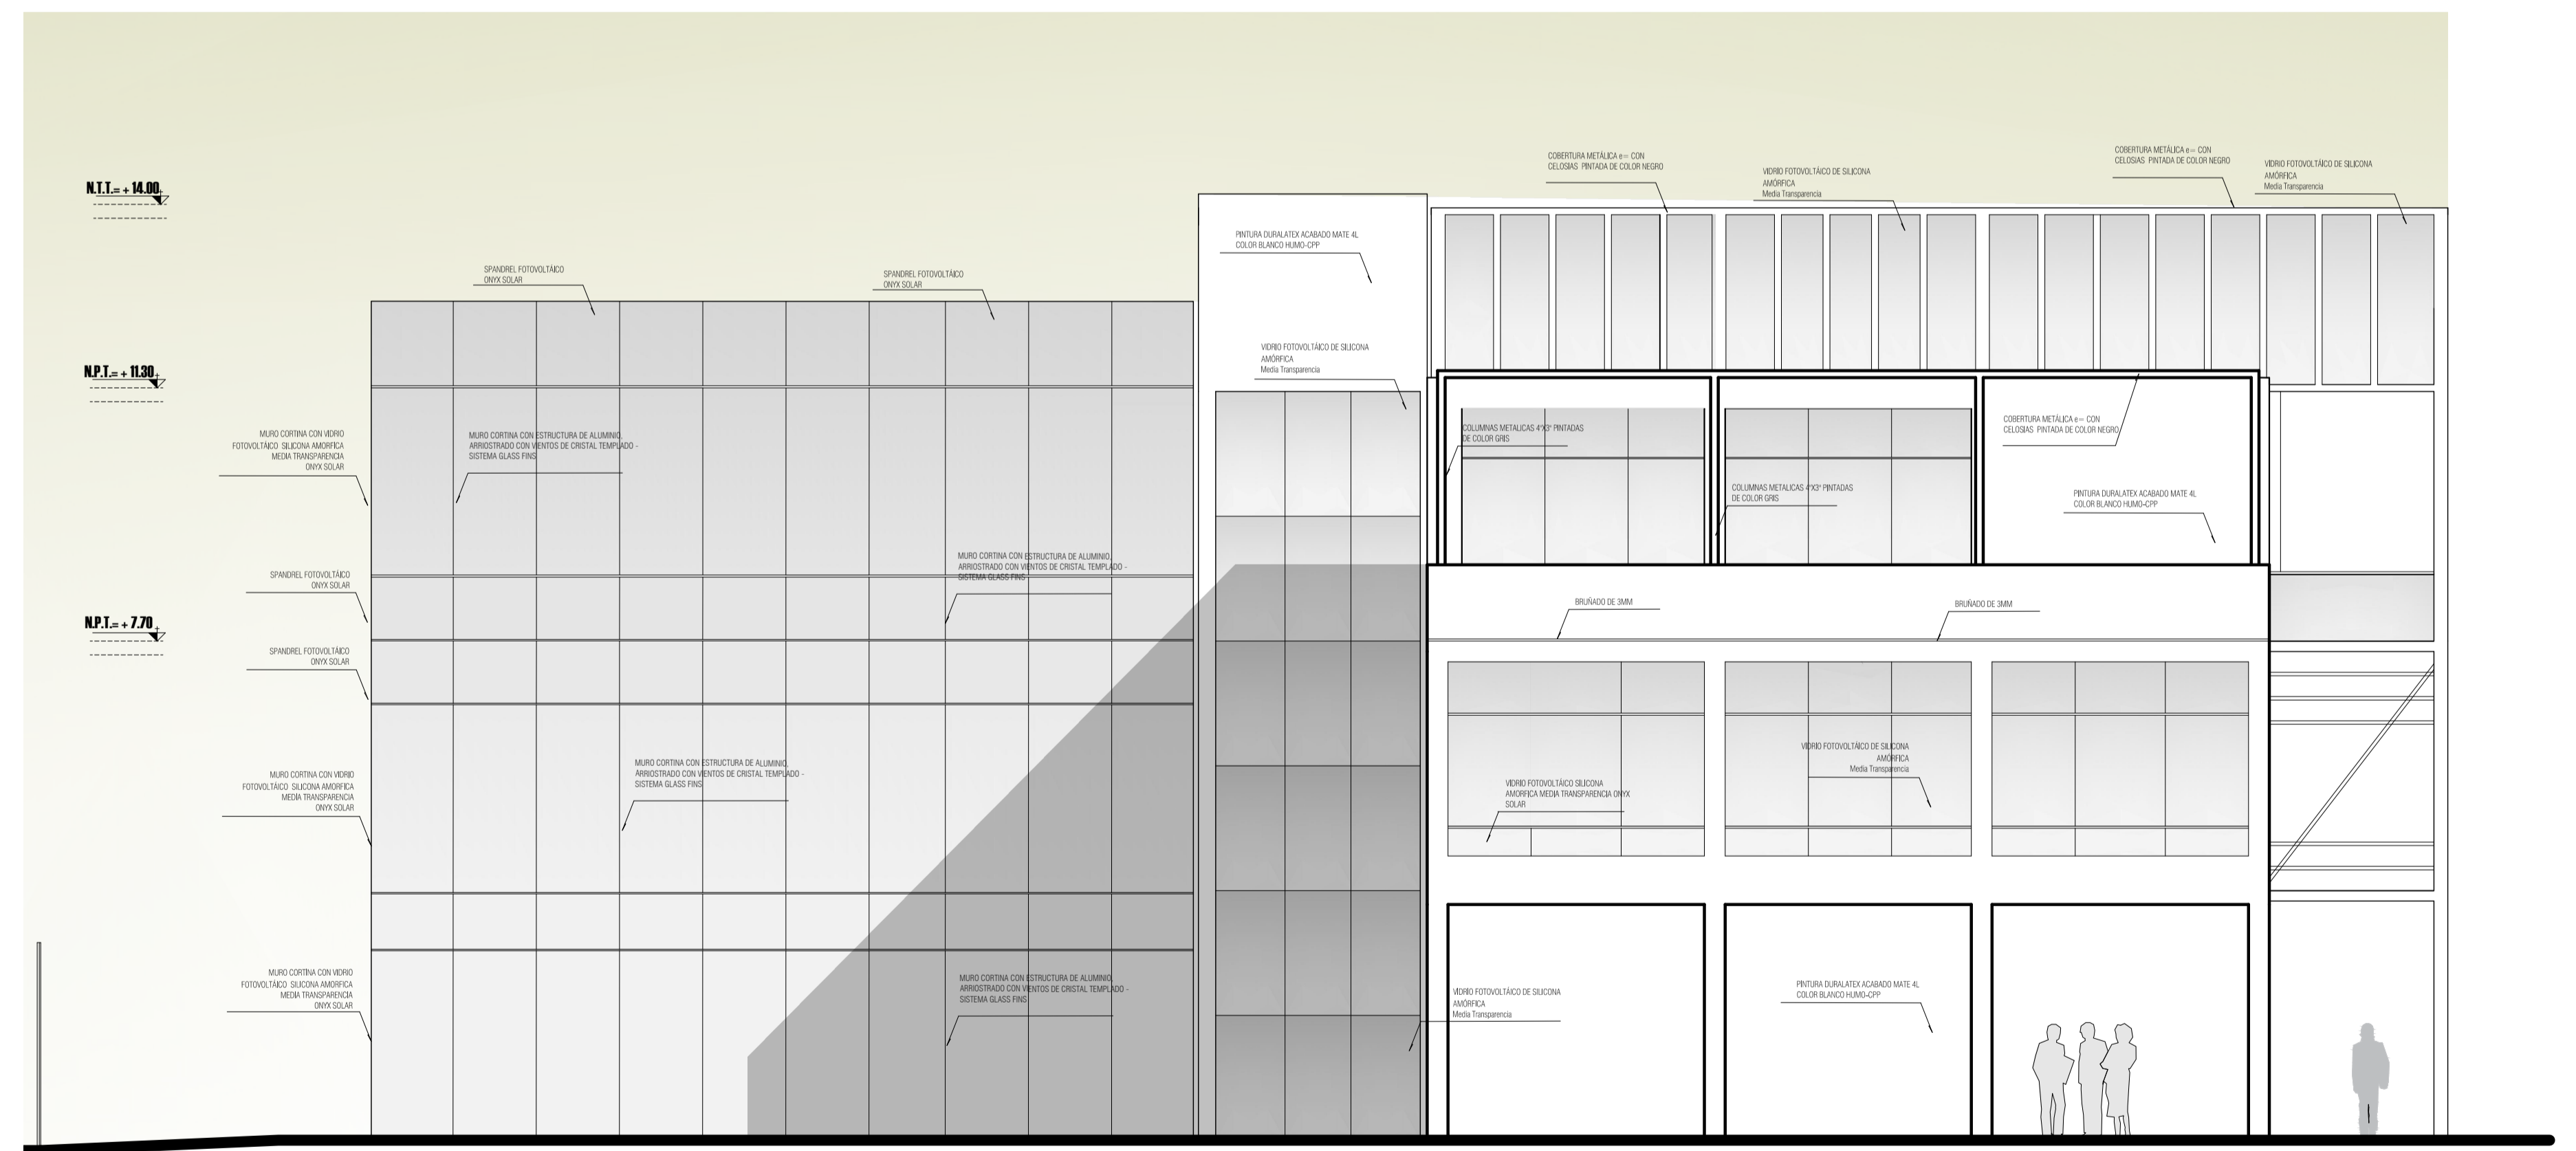 N.T.T.= + 14.00
N.P.T.= + 11.30
N.P.T.= + 7.70
MURO CORTINA CON VIDRIO
FOTOVOLTÁICO SILICONA AMORFICA
MEDIA TRANSPARENCIA
ONYX SOLAR
SPANDREL FOTOVOLTÁICO
ONYX SOLAR
SPANDREL FOTOVOLTÁICO
ONYX SOLAR
MURO CORTINA CON VIDRIO
FOTOVOLTÁICO SILICONA AMORFICA
MEDIA TRANSPARENCIA
ONYX SOLAR
MURO CORTINA CON VIDRIO
FOTOVOLTÁICO SILICONA AMORFICA
MEDIA TRANSPARENCIA
ONYX SOLAR
SPANDREL FOTOVOLTÁICO
ONYX SOLAR
SPANDREL FOTOVOLTÁICO
ONYX SOLAR
MURO CORTINA CON ESTRUCTURA DE ALUMINIO,
ARRIOSTRADO CON VIENTOS DE CRISTAL TEMPLADO -
SISTEMA GLASS FINS
MURO CORTINA CON ESTRUCTURA DE ALUMINIO,
ARRIOSTRADO CON VIENTOS DE CRISTAL TEMPLADO -
SISTEMA GLASS FINS
MURO CORTINA CON ESTRUCTURA DE ALUMINIO,
ARRIOSTRADO CON VIENTOS DE CRISTAL TEMPLADO -
SISTEMA GLASS FINS
MURO CORTINA CON ESTRUCTURA DE ALUMINIO,
ARRIOSTRADO CON VIENTOS DE CRISTAL TEMPLADO -
SISTEMA GLASS FINS
PINTURA DURALATEX ACABADO MATE 4L
COLOR BLANCO HUMO-CPP
VIDRIO FOTOVOLTÁICO DE SILICONA
AMÓRFICA
Media Transparencia
COBERTURA METÁLICA e= CON
CELOSIAS PINTADA DE COLOR NEGRO
VIDRIO FOTOVOLTÁICO DE SILICONA
AMÓRFICA
Media Transparencia
COBERTURA METÁLICA e= CON
CELOSIAS PINTADA DE COLOR NEGRO
VIDRIO FOTOVOLTÁICO DE SILICONA
AMÓRFICA
Media Transparencia
COLUMNAS METALICAS 4"X3" PINTADAS
DE COLOR GRIS
COLUMNAS METALICAS 4"X3" PINTADAS
DE COLOR GRIS
COBERTURA METÁLICA e= CON
CELOSIAS PINTADA DE COLOR NEGRO
PINTURA DURALATEX ACABADO MATE 4L
COLOR BLANCO HUMO-CPP
BRUÑADO DE 3MM
BRUÑADO DE 3MM
VIDRIO FOTOVOLTÁICO SILICONA
AMORFICA MEDIA TRANSPARENCIA ONYX
SOLAR
VIDRIO FOTOVOLTÁICO DE SILICONA
AMÓRFICA
Media Transparencia
VIDRIO FOTOVOLTÁICO DE SILICONA
AMÓRFICA
Media Transparencia
PINTURA DURALATEX ACABADO MATE 4L
COLOR BLANCO HUMO-CPP